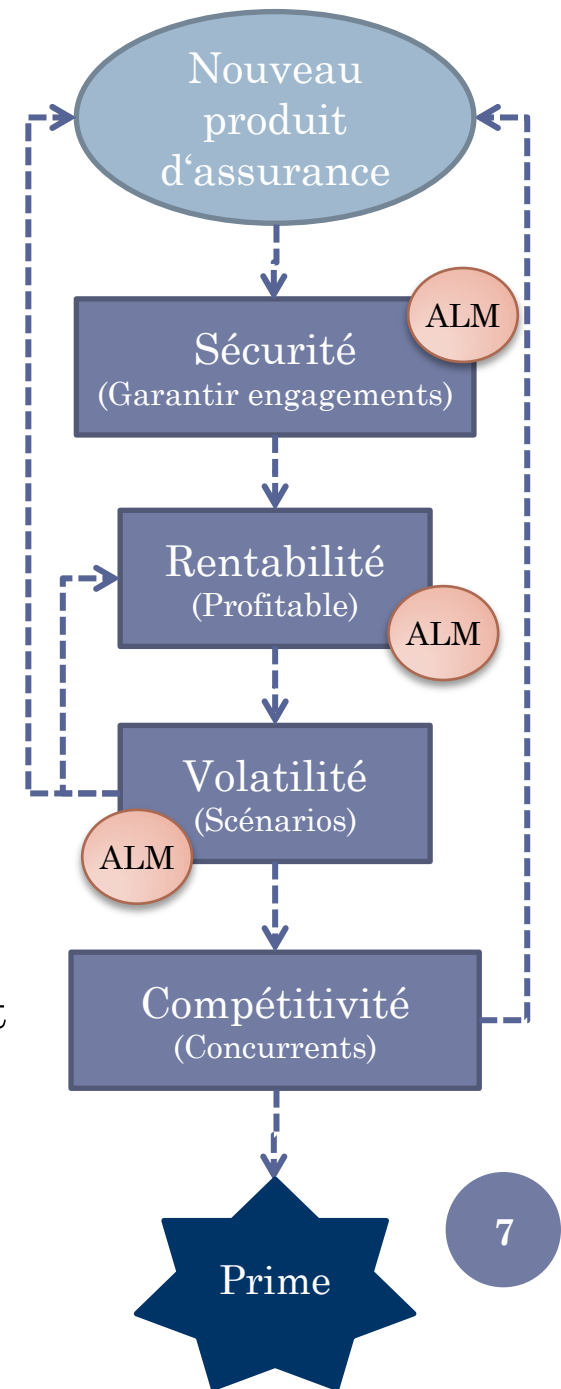 Nouveau
produit
d‘assurance
ALM
Sécurité
(Garantir engagements)
Rentabilité
(Profitable)
ALM
Volatilité
(Scénarios)
ALM
t
Compétitivité
(Concurrents)
7
Prime